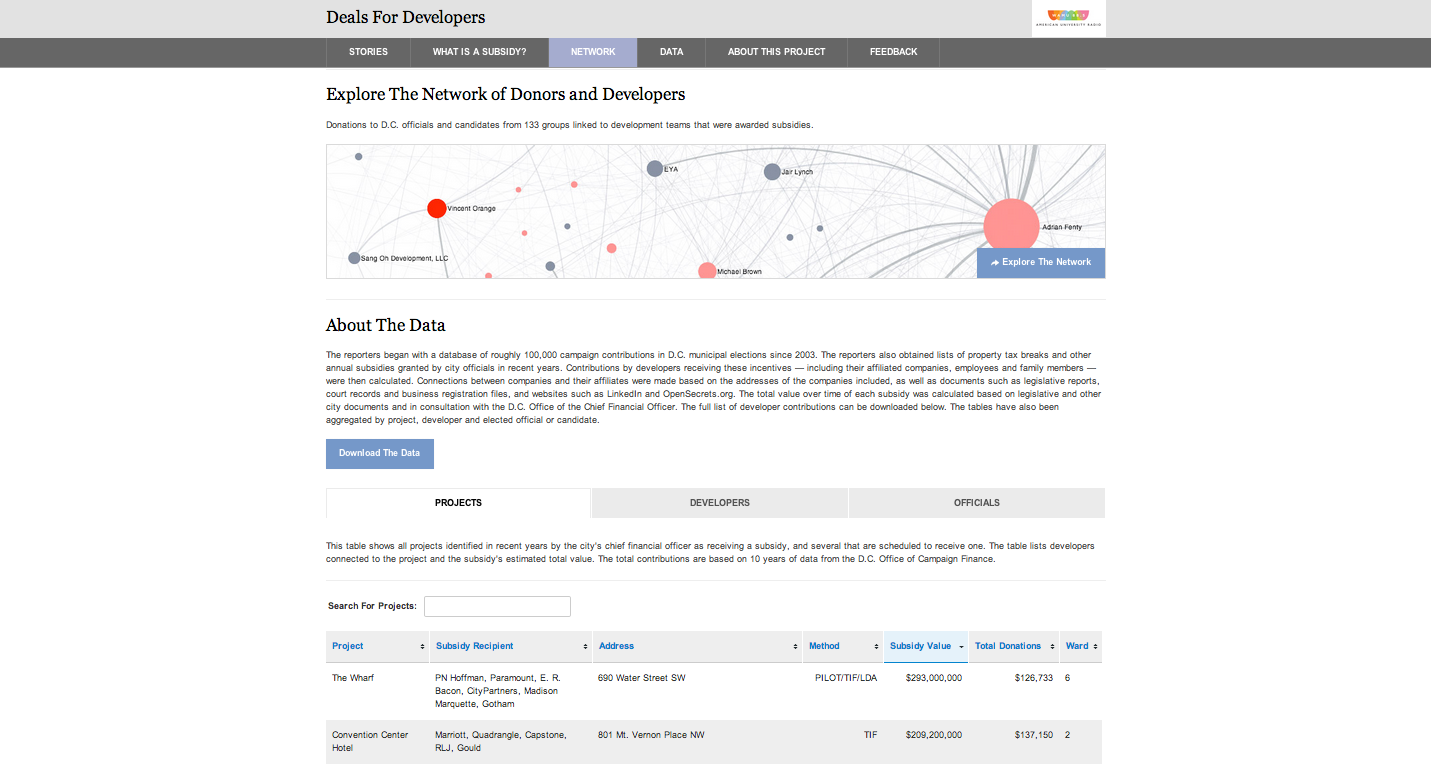 Deals For Developers
WAMU 88.5
AMERICAN UNIVERSITY RADIO
STORIES
WHAT IS A SUBSIDY?
NETWORK
DATA
ABOUT THIS PROJECT
FEEDBACK
Explore The Network of Donors and Developers
Donations to D.C. officials and candidates from 133 groups linked to development teams that were awarded subsidies.
EYA
Jair Lynch
Vincent Orange
Adrian Fenty
Sang Oh Development, LLC
Michael Brown
Explore The Network
About The Data
The reporters began with a database of roughly 100,000 campaign contributions in D.C. municipal elections since 2003. The reporters also obtained lists of property tax breaks and other
annual subsidies granted by city officials in recent years. Contributions by developers receiving these incentives — including their affiliated companies, employees and family members —
were then calculated. Connections between companies and their affiliates were made based on the addresses of the companies included, as well as documents such as legislative reports,
court records and business registration files, and websites such as LinkedIn and OpenSecrets.org. The total value over time of each subsidy was calculated based on legislative and other
city documents and in consultation with the D.C. Office of the Chief Financial Officer. The full list of developer contributions can be downloaded below. The tables have also been
aggregated by project, developer and elected official or candidate.
Download The Data
PROJECTS
DEVELOPERS
OFFICIALS
This table shows all projects identified in recent years by the city's chief financial officer as receiving a subsidy, and several that are scheduled to receive one. The table lists developers
connected to the project and the subsidy's estimated total value. The total contributions are based on 10 years of data from the D.C. Office of Campaign Finance.
Search For Projects:
Project
Subsidy Recipient
Address
Method
Subsidy Value
Total Donations
Ward
The Wharf
PN Hoffman, Paramount, E. R.
Bacon, CityPartners, Madison
Marquette, Gotham
690 Water Street SW
PILOT/TIF/LDA
$293,000,000
$126,733
6
Convention Center
Hotel
Marriott, Quadrangle, Capstone,
RLJ, Gould
801 Mt. Vernon Place NW
TIF
$209,200,000
$137,150
2